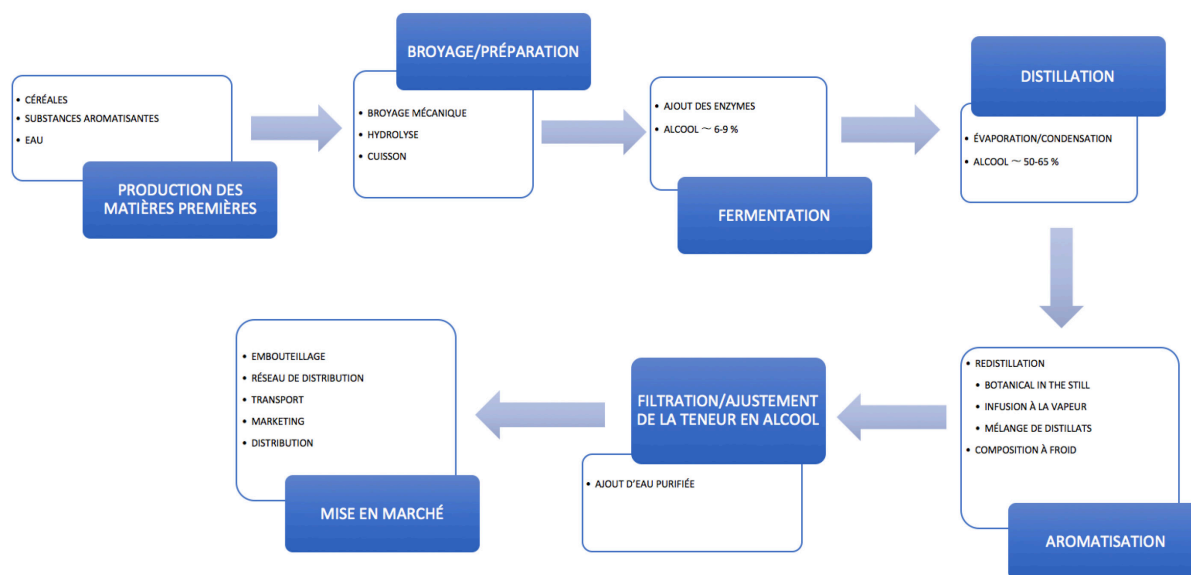 • CÉRÉALES
• SUBSTANCES AROMATISANTES
• EAU
PRODUCTION DES
MATIÈRES PREMIÈRES
BROYAGE/PRÉPARATION
• BROYAGE MÉCANIQUE
• HYDROLYSE
• CUISSON
• AJOUT DES ENZYMES
• ALCOOL ~ 6-9 %
FERMENTATION
DISTILLATION
• ÉVAPORATION/CONDENSATION
• ALCOOL ~ 50-65 %
• REDISTILLATION
• BOTANICAL IN THE STILL
• INFUSION À LA VAPEUR
• MÉLANGE DE DISTILLATS
• COMPOSITION À FROID
AROMATISATION
FILTRATION/AJUSTEMENT
DE LA TENEUR EN ALCOOL
• AJOUT D'EAU PURIFIÉE
• EMBOUTEILLAGE
• RÉSEAU DE DISTRIBUTION
• TRANSPORT
• MARKETING
• DISTRIBUTION
MISE EN MARCHÉ